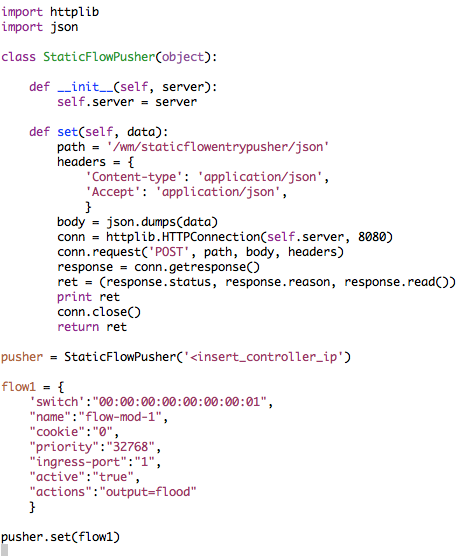 import httplib
import json
class StaticFlowPusher(object):
def __init__(self, server):
self.server = server
def set(self, data):
path = '/wm/staticflowentrypusher/json'
headers = {
'Content-type': 'application/json',
'Accept': 'application/json',
}
body = json.dumps(data)
conn = httplib.HTTPConnection(self.server, 8080)
conn.request('POST', path, body, headers)
response = conn.getresponse()
ret = (response.status, response.reason, response.read())
print ret
conn.close()
return ret
pusher = StaticFlowPusher('<insert_controller_ip')
flow1 = {
'switch':"00:00:00:00:00:00:00:01",
"name":"flow-mod-1",
"cookie":"0",
"priority":"32768",
"ingress-port":"1",
"active":"true",
"actions":"output=flood"
}
pusher.set(flow1)